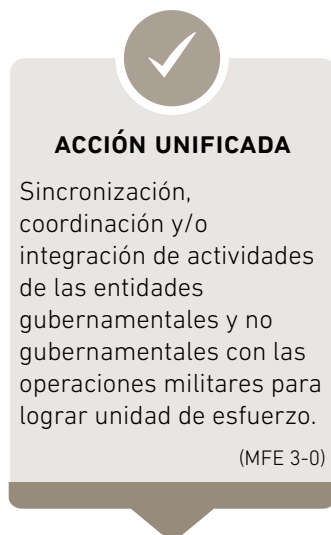 ACCIÓN UNIFICADA
Sincronización,
coordinación y/o
integración de actividades
de las entidades
gubernamentales y no
gubernamentales con las
operaciones militares para
lograr unidad de esfuerzo.
(MFE 3-0)